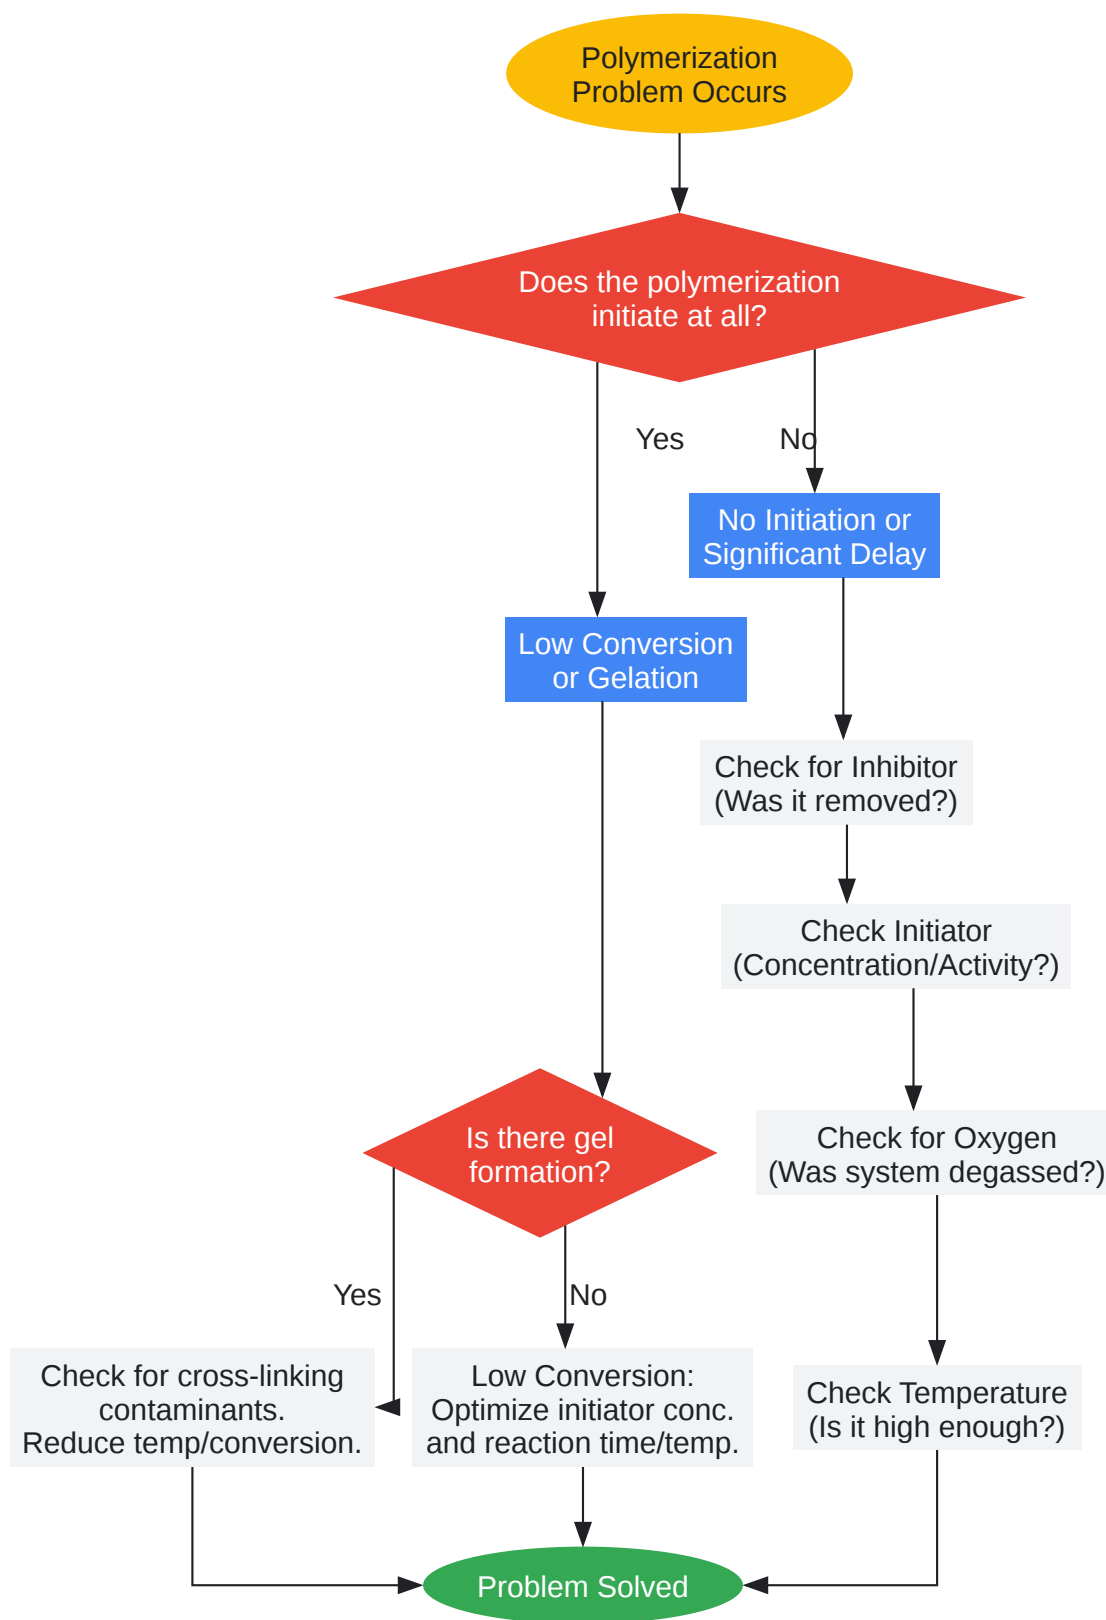 Polymerization
Problem Occurs
Does the polymerization
initiate at all?
Yes
No
No Initiation or
Significant Delay
Low Conversion
or Gelation
Check for Inhibitor
(Was it removed?)
Check Initiator
(Concentration/Activity?)
Is there gel
formation?
Check for Oxygen
(Was system degassed?)
Yes
No
Check for cross-linking
contaminants.
Reduce temp/conversion.
Low Conversion:
Optimize initiator conc.
and reaction time/temp.
Check Temperature
(Is it high enough?)
Problem Solved